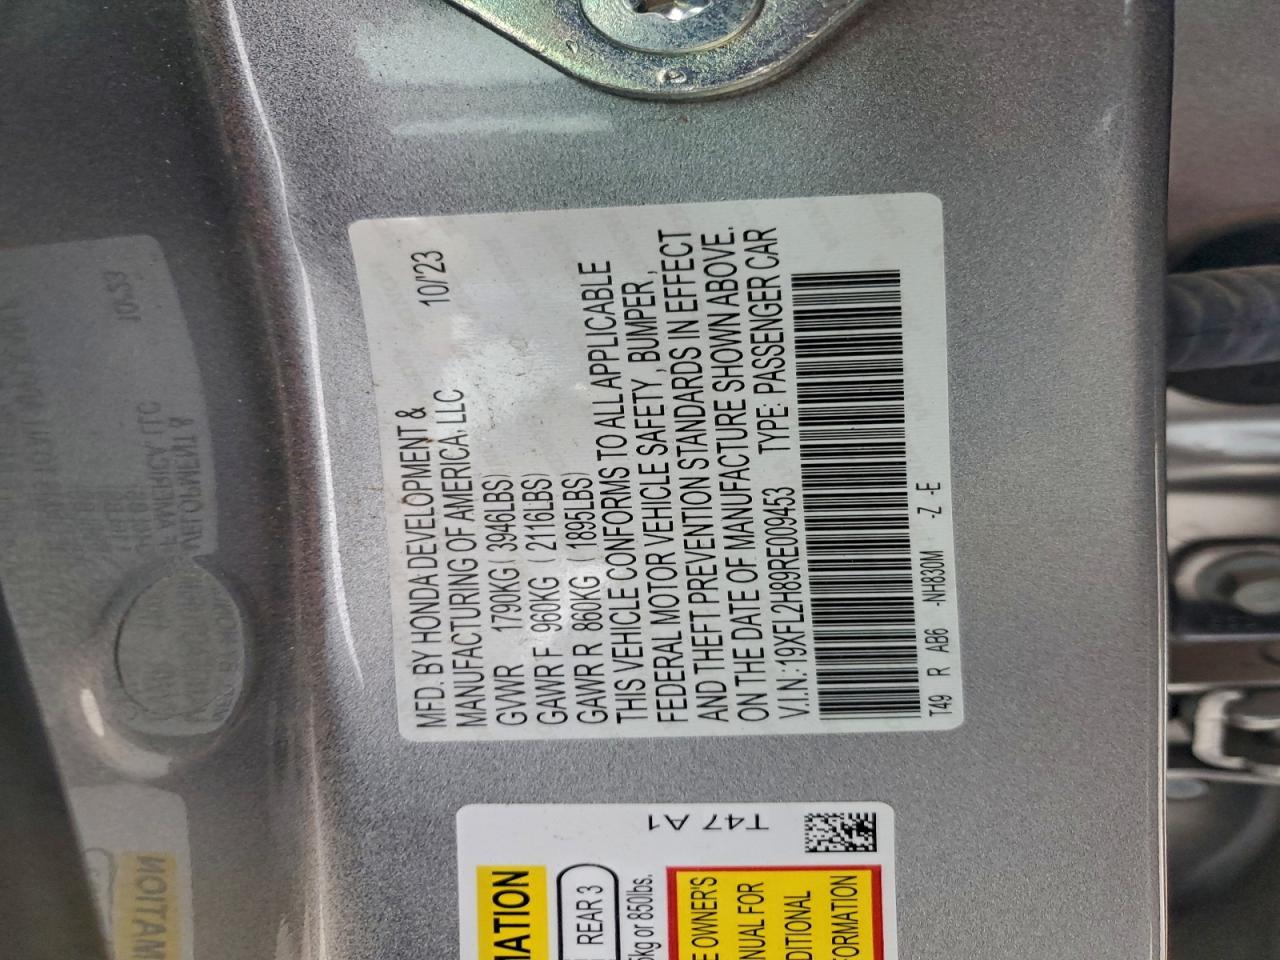 MFD. BY HONDA DEVELOPMENT &
MANUFACTURING OF AMERICA, LLC 10/'23
GVWR 1790KG ( 3946LBS)
GAWR F 960KG ( 2116LBS)
GAWR R 860KG ( 1895LBS)
THIS VEHICLE CONFORMS TO ALL APPLICABLE
FEDERAL MOTOR VEHICLE SAFETY , BUMPER ,
AND THEFT PREVENTION STANDARDS IN EFFECT
ON THE DATE OF MANUFACTURE SHOWN ABOVE.
V.I.N.:19XFL2H89RE009453 TYPE: PASSENGER CAR
T49 R AB6 -NH830M -Z -E
T47 A1
MATION
REAR 3
kg or 850lbs.
OWNER'S
FOR